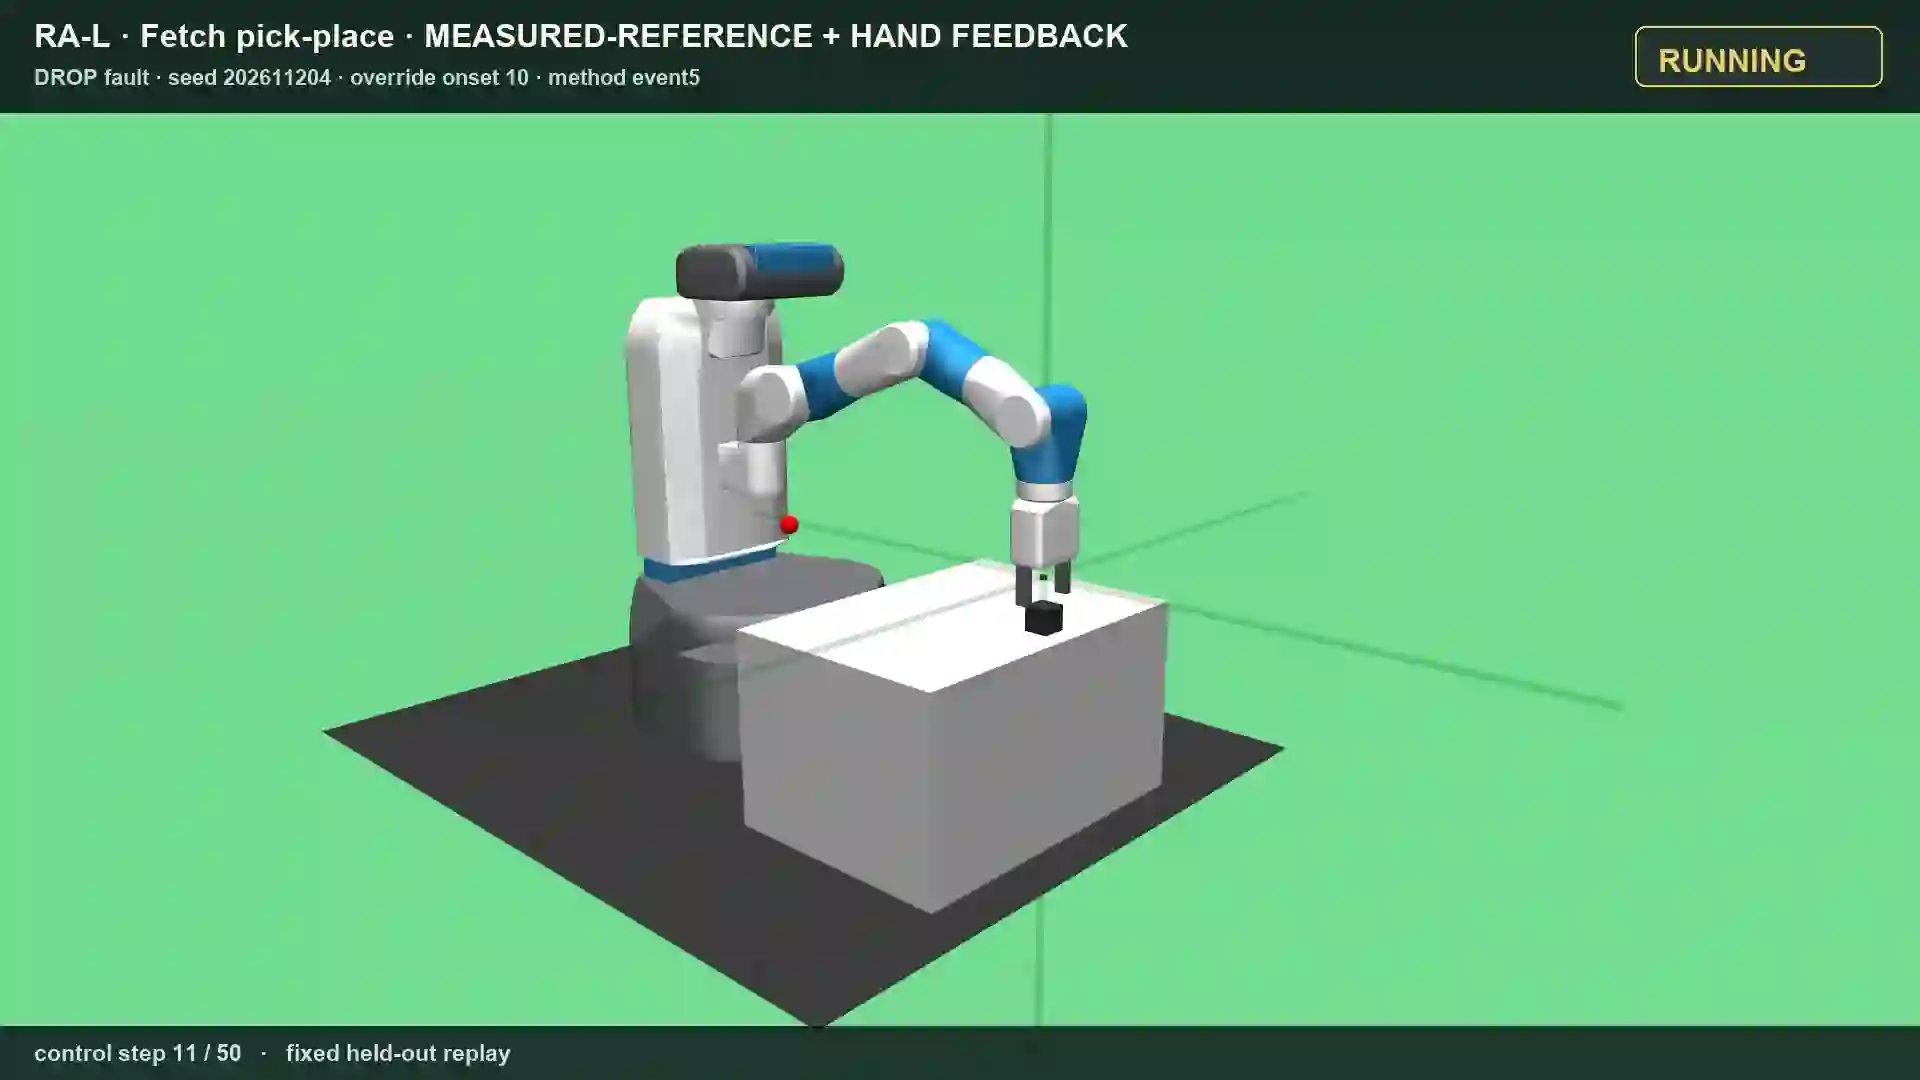 RA-L · Fetch pick-place · MEASURED-REFERENCE + HAND FEEDBACK
DROP fault · seed 202611204 · override onset 10 · method event5
RUNNING
control step 11 / 50 · fixed held-out replay